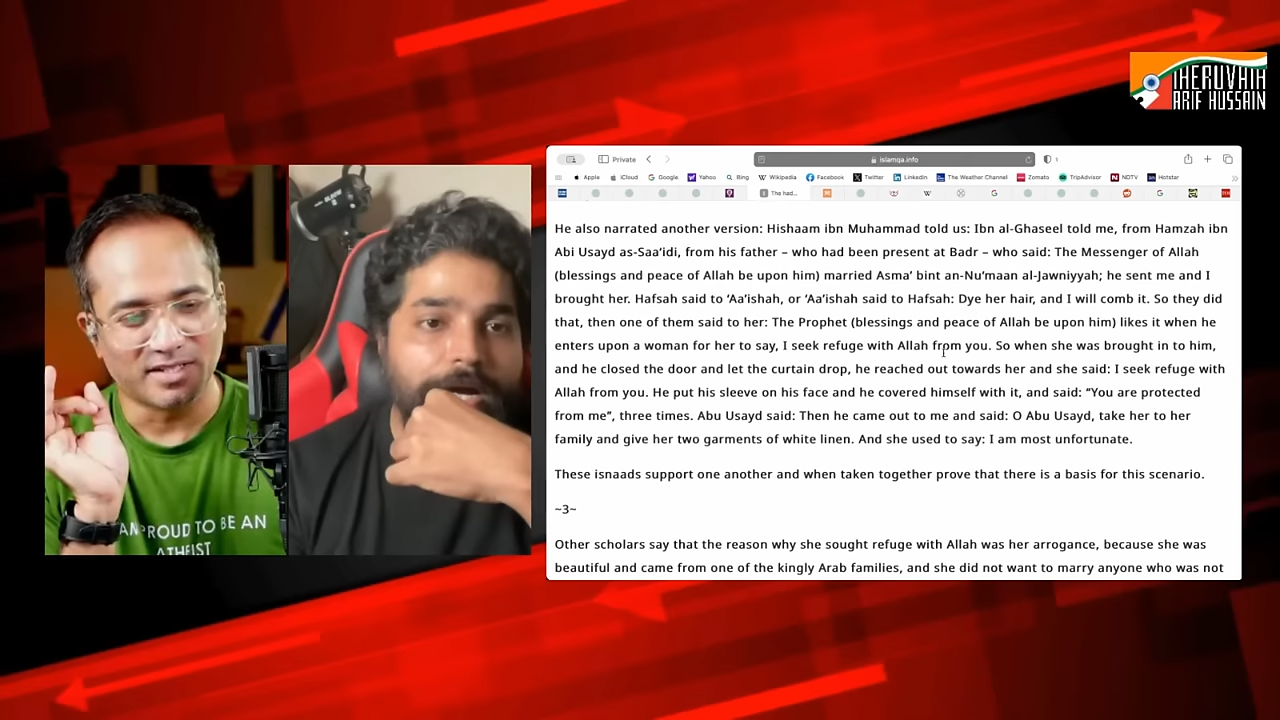 THERUVATH
ARIF HUSSAIN
Private
islamqa.info
1
Apple
iCloud
Google
Yahoo
Bing
Wikipedia
Facebook
Twitter
LinkedIn
The Weather Channel
Zomato
TripAdvisor
NDTV
Hotstar
The had...
He also narrated another version: Hishaam ibn Muhammad told us: Ibn al-Ghaseel told me, from Hamzah ibn
Abi Usayd as-Saa’idi, from his father – who had been present at Badr – who said: The Messenger of Allah
(blessings and peace of Allah be upon him) married Asma’ bint an-Nu’maan al-Jawniyyah; he sent me and I
brought her. Hafsah said to ‘Aa’ishah, or ‘Aa’ishah said to Hafsah: Dye her hair, and I will comb it. So they did
that, then one of them said to her: The Prophet (blessings and peace of Allah be upon him) likes it when he
enters upon a woman for her to say, I seek refuge with Allah from you. So when she was brought in to him,
and he closed the door and let the curtain drop, he reached out towards her and she said: I seek refuge with
Allah from you. He put his sleeve on his face and he covered himself with it, and said: “You are protected
from me”, three times. Abu Usayd said: Then he came out to me and said: O Abu Usayd, take her to her
family and give her two garments of white linen. And she used to say: I am most unfortunate.
These isnaads support one another and when taken together prove that there is a basis for this scenario.
~3~
Other scholars say that the reason why she sought refuge with Allah was her arrogance, because she was
beautiful and came from one of the kingly Arab families, and she did not want to marry anyone who was not
PROUD TO BE AN
ATHEIST